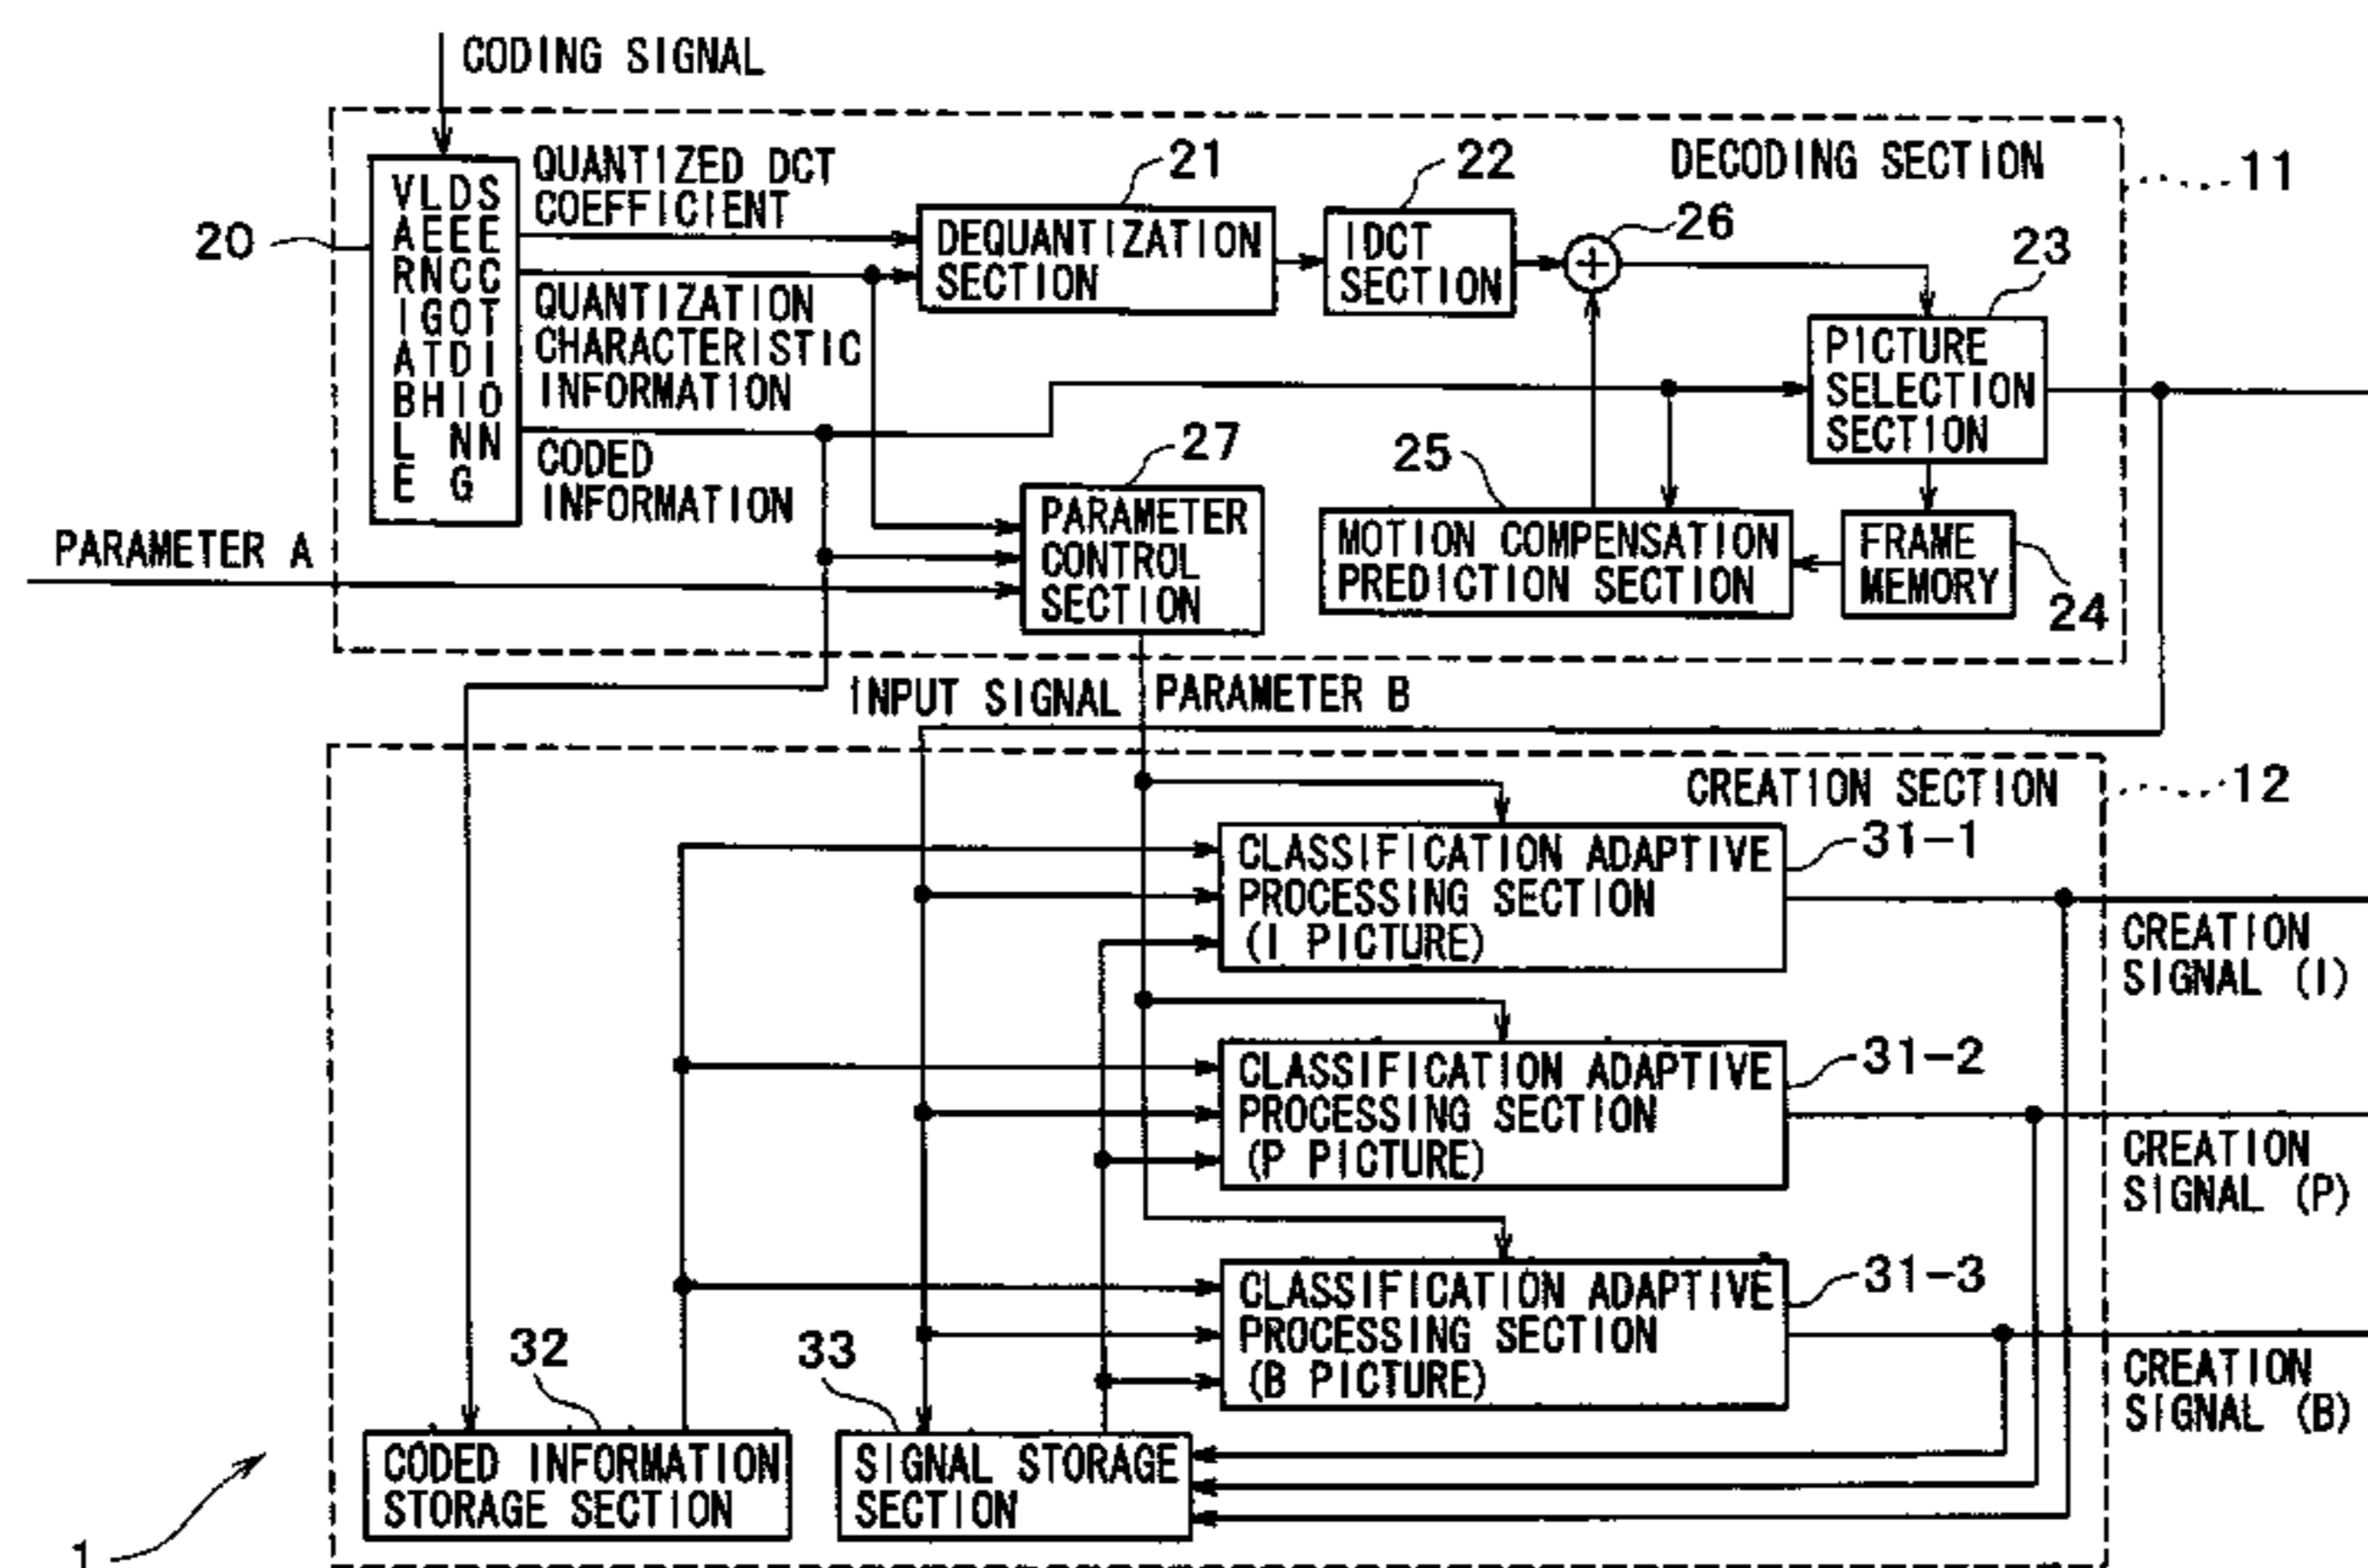 CODING SIGNAL
DECODING SECTION
11
20
VARIABLE
LENGTH
DECODING
SECTION
QUANTIZED DCT
COEFFICIENT
QUANTIZATION
CHARACTERISTIC
INFORMATION
CODED
INFORMATION
21
DEQUANTIZATION
SECTION
22
IDCT
SECTION
26
+
23
PICTURE
SELECTION
SECTION
PARAMETER A
27
PARAMETER
CONTROL
SECTION
25
MOTION COMPENSATION
PREDICTION SECTION
FRAME
MEMORY
24
INPUT SIGNAL
PARAMETER B
CREATION SECTION
12
CLASSIFICATION ADAPTIVE
PROCESSING SECTION
(I PICTURE)
31-1
CREATION
SIGNAL (I)
CLASSIFICATION ADAPTIVE
PROCESSING SECTION
(P PICTURE)
31-2
CREATION
SIGNAL (P)
CLASSIFICATION ADAPTIVE
PROCESSING SECTION
(B PICTURE)
31-3
CREATION
SIGNAL (B)
32
CODED INFORMATION
STORAGE SECTION
33
SIGNAL STORAGE
SECTION
1